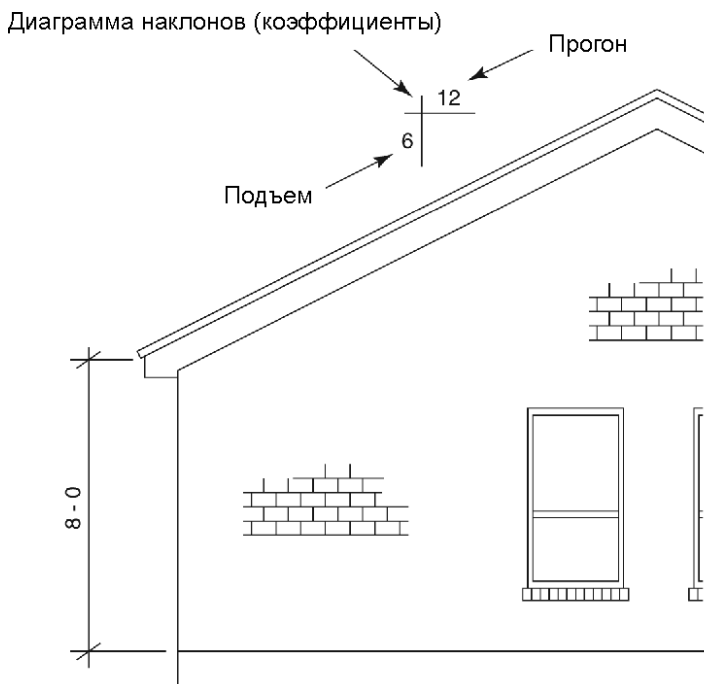 Диаграмма наклонов (коэффициенты)
Прогон
12
6
Подъем
8 - 0